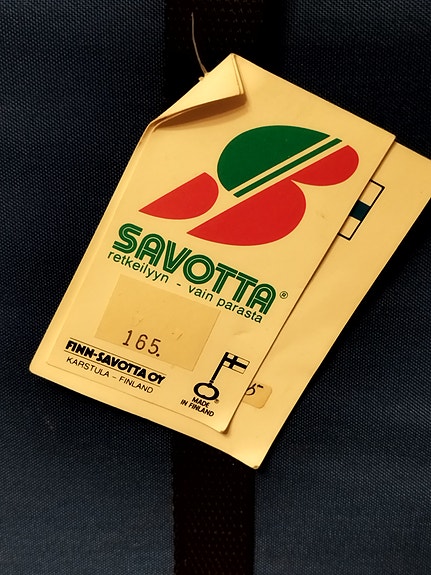 SAVOTTA®
retkeilyyn - vain parasta
165.
FINN-SAVOTTA OY
KARSTULA - FINLAND
MADE
IN FINLAND